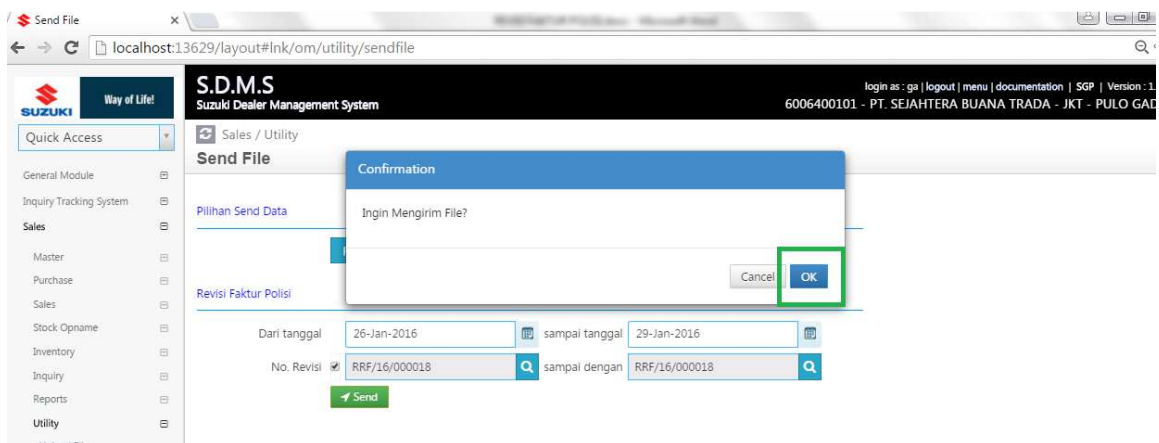 Send File
localhost:13629/layout#lnk/om/utility/sendfile
SUZUKI
Way of Life!
S.D.M.S
Suzuki Dealer Management System
login as : ga | logout | menu | documentation | SGP | Version : 1.
6006400101 - PT. SEJAHTERA BUANA TRADA - JKT - PULO GAD
Quick Access
General Module
Inquiry Tracking System
Sales
Master
Purchase
Sales
Stock Opname
Inventory
Inquiry
Reports
Utility
Sales / Utility
Send File
Pilihan Send Data
Confirmation
Ingin Mengirim File?
Cancel
OK
Revisi Faktur Polisi
Dari tanggal 26-Jan-2016 sampai tanggal 29-Jan-2016
No. Revisi RRF/16/000018 sampai dengan RRF/16/000018
Send